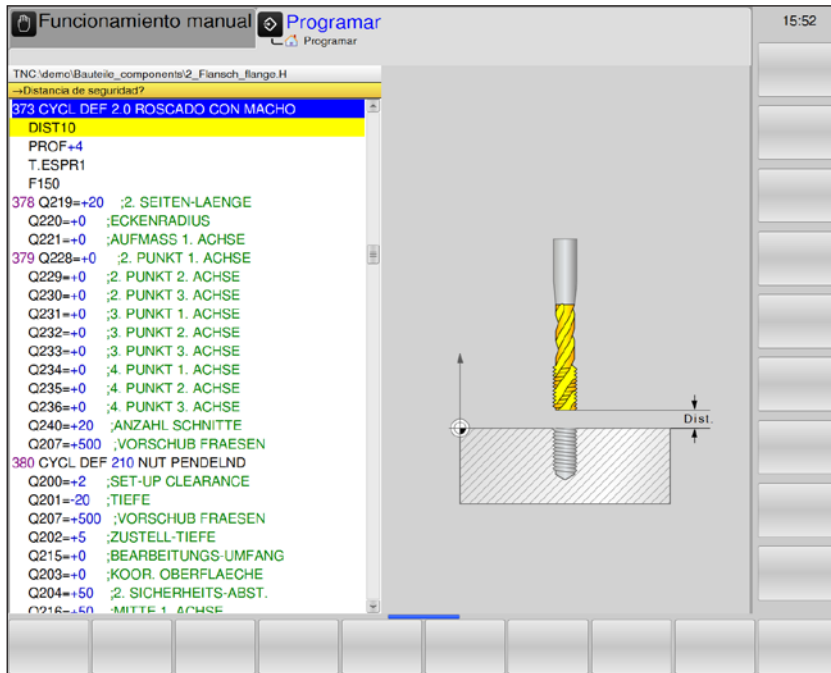 Funcionamiento manual
Programar
Programar
15:52
TNC:\demo\Bauteile_components\2_Flansch_flange.H
→Distancia de seguridad?
373 CYCL DEF 2.0 ROSCADO CON MACHO
DIST10
PROF+4
T.ESPR1
F150
378 Q219=+20 ;2. SEITEN-LAENGE
Q220=+0 ;ECKENRADIUS
Q221=+0 ;AUFMASS 1. ACHSE
379 Q228=+0 ;2. PUNKT 1. ACHSE
Q229=+0 ;2. PUNKT 2. ACHSE
Q230=+0 ;2. PUNKT 3. ACHSE
Q231=+0 ;3. PUNKT 1. ACHSE
Q232=+0 ;3. PUNKT 2. ACHSE
Q233=+0 ;3. PUNKT 3. ACHSE
Q234=+0 ;4. PUNKT 1. ACHSE
Q235=+0 ;4. PUNKT 2. ACHSE
Q236=+0 ;4. PUNKT 3. ACHSE
Q240=+20 ;ANZAHL SCHNITTE
Q207=+500 ;VORSCHUB FRAESEN
380 CYCL DEF 210 NUT PENDELND
Q200=+2 ;SET-UP CLEARANCE
Q201=-20 ;TIEFE
Q207=+500 ;VORSCHUB FRAESEN
Q202=+5 ;ZUSTELL-TIEFE
Q215=+0 ;BEARBEITUNGS-UMFANG
Q203=+0 ;KOOR. OBERFLAECHE
Q204=+50 ;2. SICHERHEITS-ABST.
Q216=+50 ;MITTE 1. ACHSE
Dist.